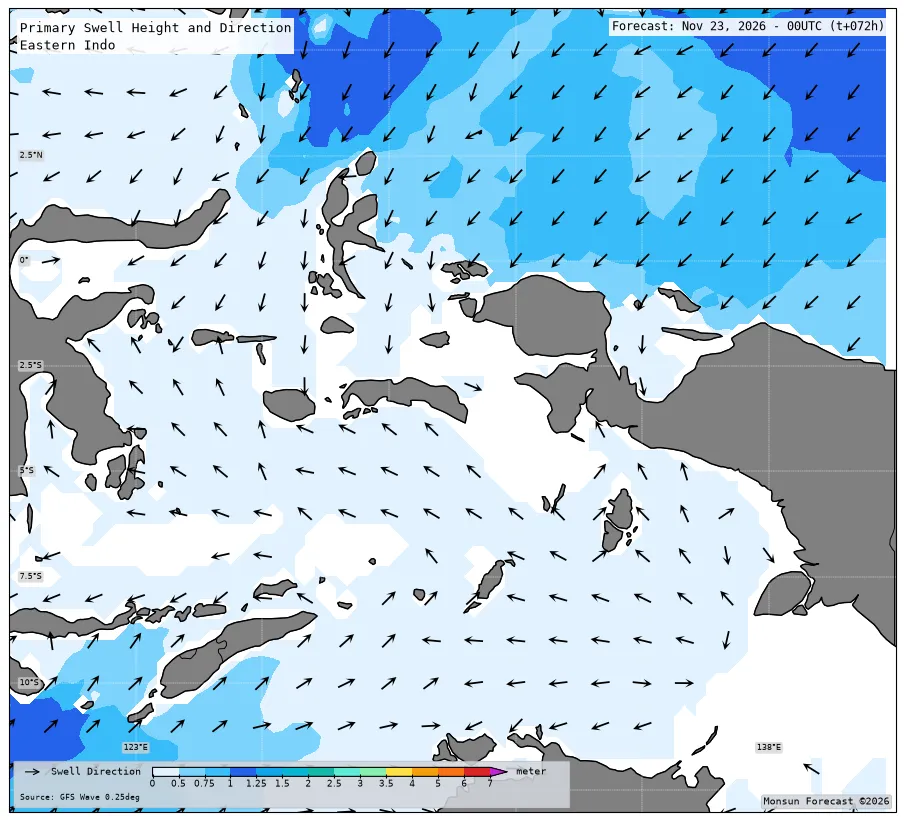 Primary Swell Height and Direction
Eastern Indo
Forecast: Nov 23, 2026 - 00UTC (t+072h)
2.5°N
0°
2.5°S
5°S
7.5°S
10°S
123°E
138°E
Swell Direction
meter
0 0.5 0.75 1 1.25 1.5 2 2.5 3 3.5 4 5 6 7
Source: GFS Wave 0.25deg
Monsun Forecast ©2026